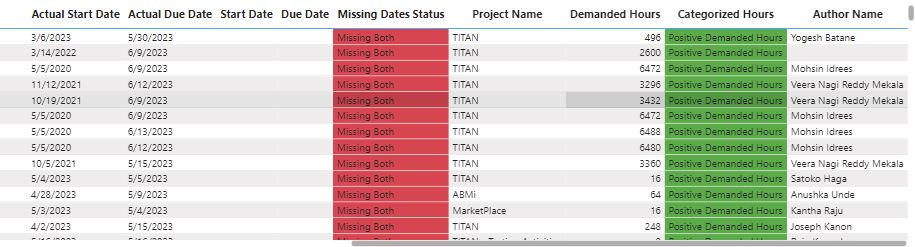 Actual Start Date Actual Due Date Start Date Due Date Missing Dates Status Project Name Demanded Hours Categorized Hours Author Name
3/6/2023 5/30/2023 Missing Both TITAN 496 Positive Demanded Hours Yogesh Batane
3/14/2022 6/9/2023 Missing Both TITAN 2600 Positive Demanded Hours
5/5/2020 6/9/2023 Missing Both TITAN 6472 Positive Demanded Hours Mohsin Idrees
11/12/2021 6/12/2023 Missing Both TITAN 3296 Positive Demanded Hours Veera Nagi Reddy Mekala
10/19/2021 6/9/2023 Missing Both TITAN 3432 Positive Demanded Hours Veera Nagi Reddy Mekala
5/5/2020 6/9/2023 Missing Both TITAN 6472 Positive Demanded Hours Mohsin Idrees
5/5/2020 6/13/2023 Missing Both TITAN 6488 Positive Demanded Hours Mohsin Idrees
5/5/2020 6/12/2023 Missing Both TITAN 6480 Positive Demanded Hours Mohsin Idrees
10/5/2021 5/15/2023 Missing Both TITAN 3360 Positive Demanded Hours Veera Nagi Reddy Mekala
5/4/2023 5/5/2023 Missing Both TITAN 16 Positive Demanded Hours Satoko Haga
4/28/2023 5/9/2023 Missing Both ABMi 64 Positive Demanded Hours Anushka Unde
5/3/2023 5/4/2023 Missing Both MarketPlace 16 Positive Demanded Hours Kantha Raju
4/2/2023 5/15/2023 Missing Both TITAN 248 Positive Demanded Hours Joseph Kanon